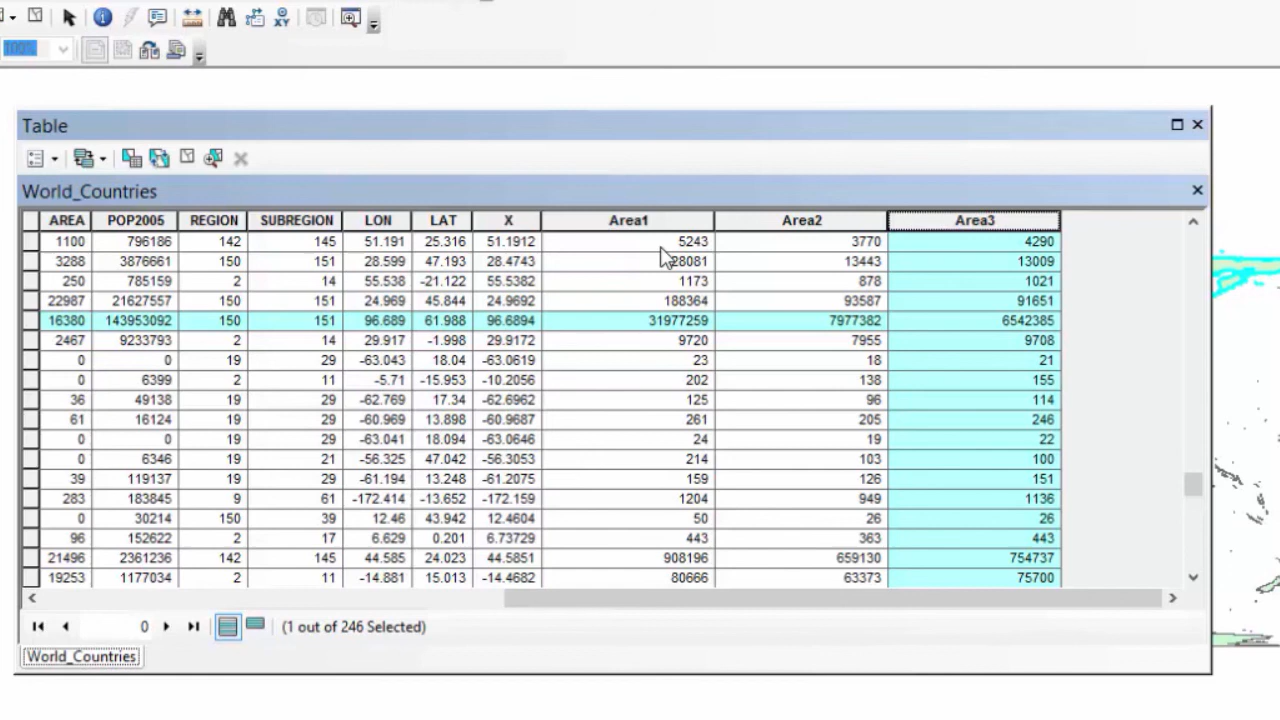 XY
100%
Table
World_Countries
AREA POP2005 REGION SUBREGION LON LAT X Area1 Area2 Area3
1100 796186 142 145 51.191 25.316 51.1912 5243 3770 4290
3288 3876661 150 151 28.599 47.193 28.4743 28081 13443 13009
250 785159 2 14 55.538 -21.122 55.5382 1173 878 1021
22987 21627557 150 151 24.969 45.844 24.9692 188364 93587 91651
16380 143953092 150 151 96.689 61.988 96.6894 31977259 7977382 6542385
2467 9233793 2 14 29.917 -1.998 29.9172 9720 7955 9708
0 0 19 29 -63.043 18.04 -63.0619 23 18 21
0 6399 2 11 -5.71 -15.953 -10.2056 202 138 155
36 49138 19 29 -62.769 17.34 -62.6962 125 96 114
61 16124 19 29 -60.969 13.898 -60.9687 261 205 246
0 0 19 29 -63.041 18.094 -63.0646 24 19 22
0 6346 19 21 -56.325 47.042 -56.3053 214 103 100
39 119137 19 29 -61.194 13.248 -61.2075 159 126 151
283 183845 9 61 -172.414 -13.652 -172.159 1204 949 1136
0 30214 150 39 12.46 43.942 12.4604 50 26 26
96 152622 2 17 6.629 0.201 6.73729 443 363 443
21496 2361236 142 145 44.585 24.023 44.5851 908196 659130 754737
19253 1177034 2 11 -14.881 15.013 -14.4682 80666 63373 75700
0 (1 out of 246 Selected)
World_Countries